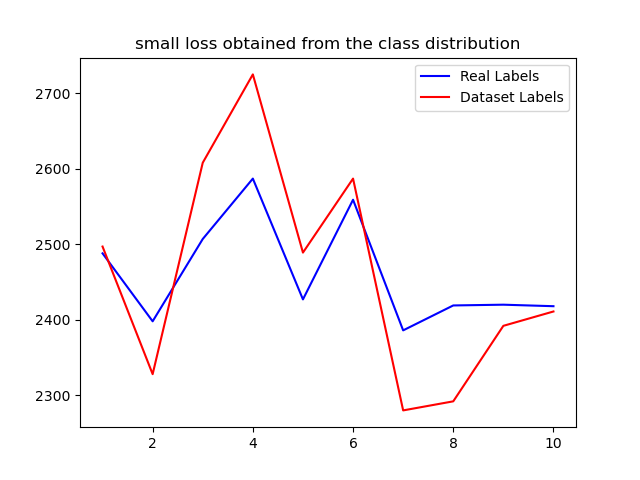 small loss obtained from the class distribution
Real Labels
Dataset Labels
2700
2600
2500
2400
2300
2 4 6 8 10